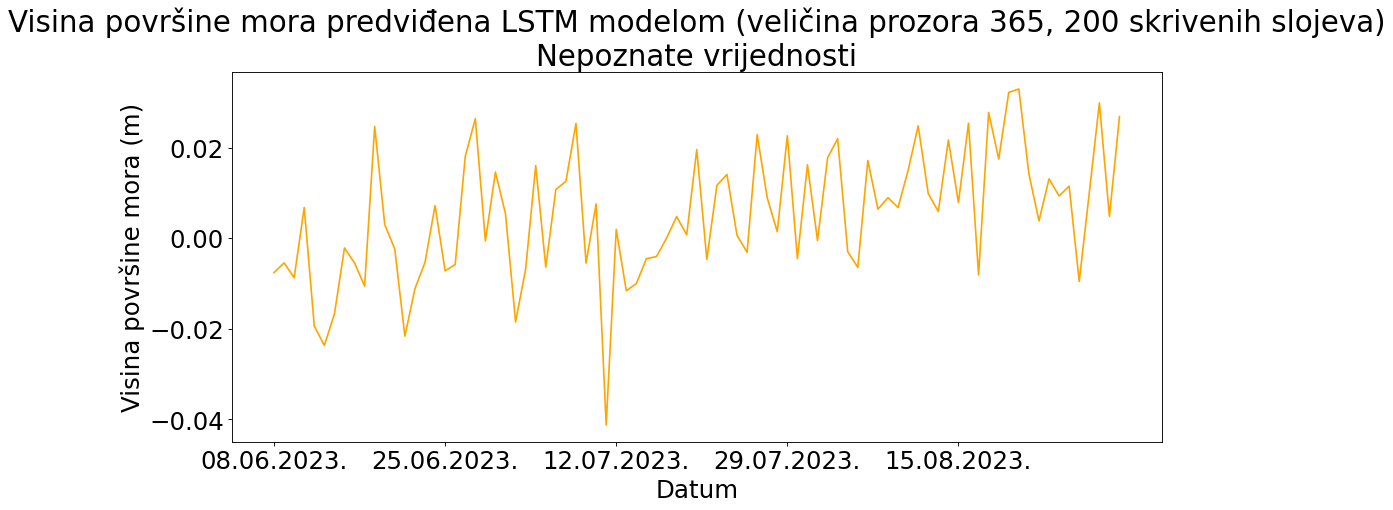 Visina površine mora predviđena LSTM modelom (veličina prozora 365, 200 skrivenih slojeva)
Nepoznate vrijednosti
Visina površine mora (m)
0.02
0.00
−0.02
−0.04
08.06.2023. 25.06.2023. 12.07.2023. 29.07.2023. 15.08.2023.
Datum